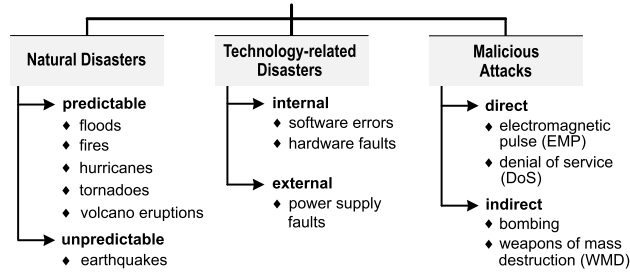 Natural Disasters
predictable
floods
fires
hurricanes
tornadoes
volcano eruptions
unpredictable
earthquakes
Technology-related
Disasters
internal
software errors
hardware faults
external
power supply
faults
Malicious
Attacks
direct
electromagnetic
pulse (EMP)
denial of service
(DoS)
indirect
bombing
weapons of mass
destruction (WMD)